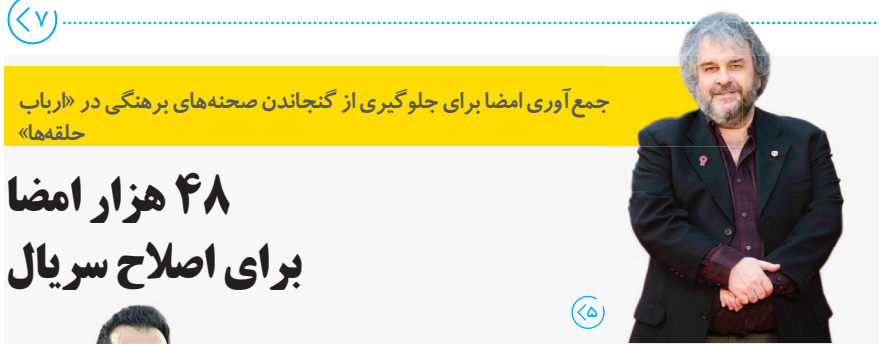 ۷
جمع‌آوری امضا برای جلوگیری از گنجاندن صحنه‌های برهنگی در «ارباب
حلقه‌ها»
۴۸ هزار امضا
برای اصلاح سریال
۵